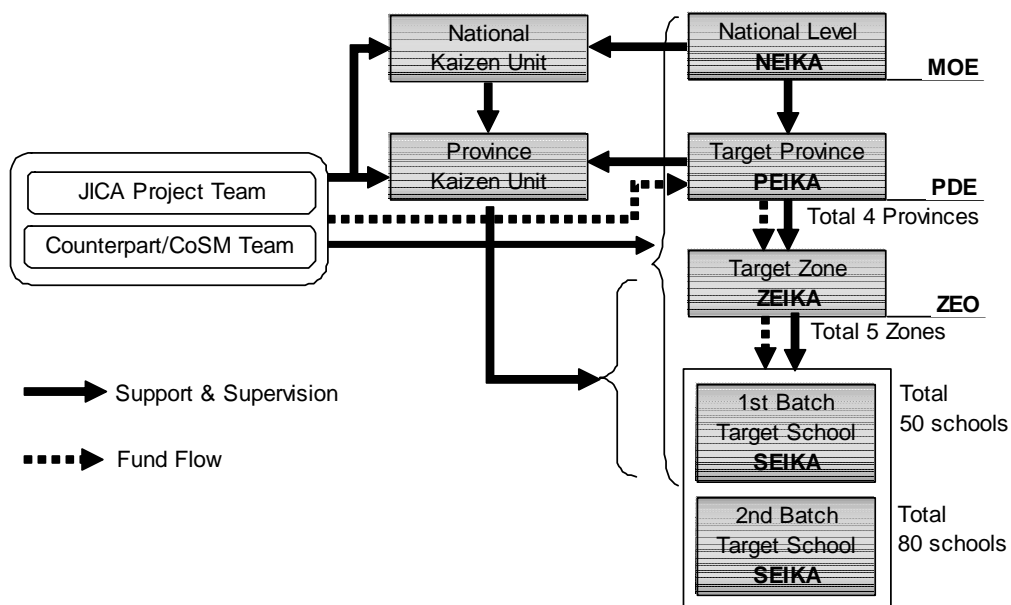 National
Kaizen Unit
National Level
NEIKA
MOE
Province
Kaizen Unit
Target Province
PEIKA
PDE
Total 4 Provinces
JICA Project Team
Counterpart/CoSM Team
Target Zone
ZEIKA
ZEO
Total 5 Zones
Support & Supervision
Fund Flow
1st Batch
Target School
SEIKA
Total
50 schools
2nd Batch
Target School
SEIKA
Total
80 schools